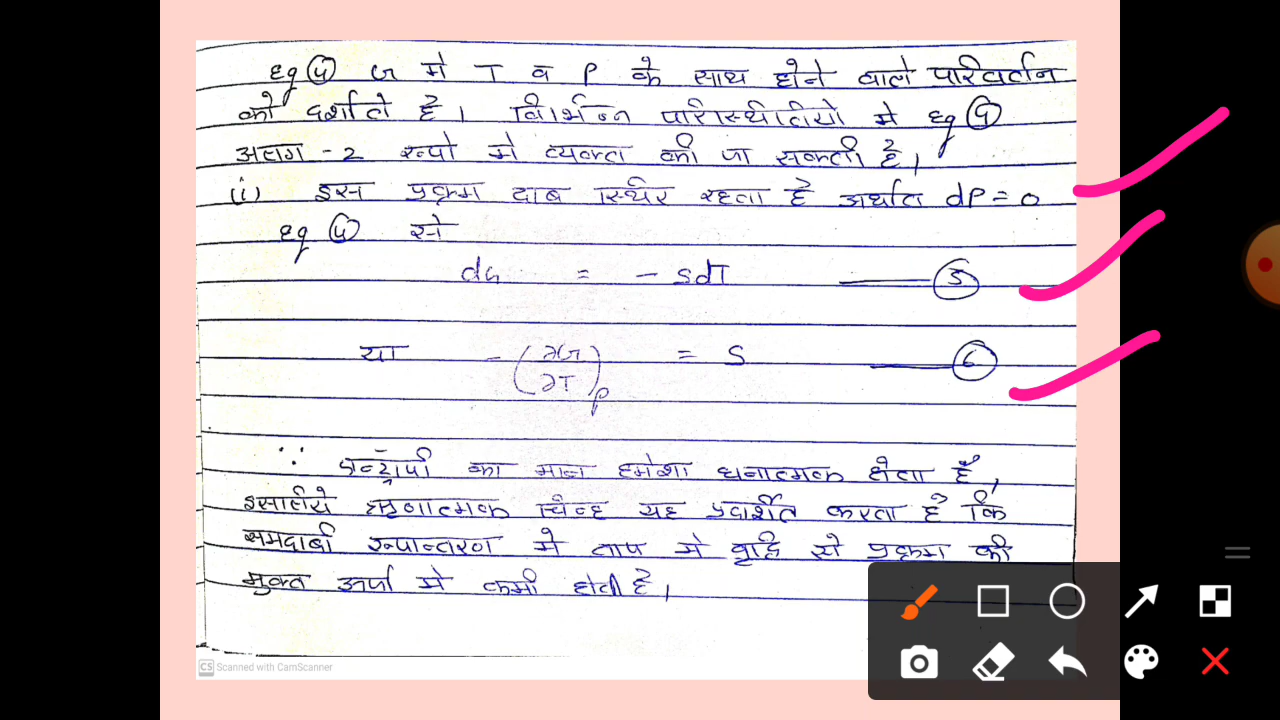 Eq ④ G मे T व P के साथ होने वाले परिवर्तन
को दर्शाती है। विभिन्न परिस्थितियो मे Eq ④
अलग -2 रूपो मे व्यक्त की जा सकती है,
(i) इस प्रक्रम दाब स्थिर रहता है अर्थात dP = 0
Eq ④ से
dG = - SdT —— ⑤
या - (∂G/∂T)P = S —— ⑥
∵ एन्ट्रापी का मान हमेशा धनात्मक होता है,
इसलिये ऋणात्मक चिन्ह यह प्रदर्शित करता है कि
समदाबी रूपान्तरण मे ताप मे वृद्धि से प्रक्रम की
मुक्त ऊर्जा मे कमी होती है।
CS Scanned with CamScanner